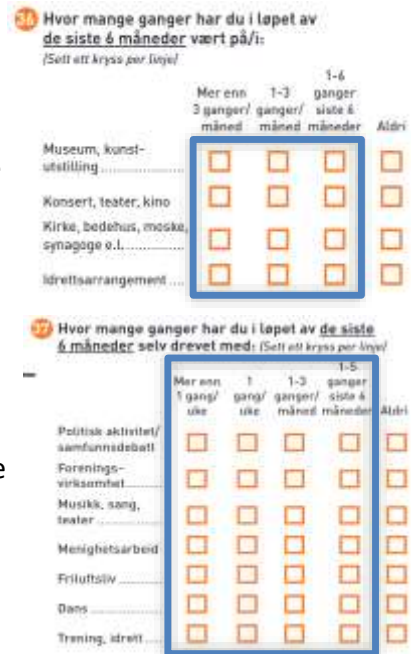 36 Hvor mange ganger har du i løpet av
de siste 6 måneder vært på/i:
(Sett ett kryss per linje)
1-6
Mer enn 1-3 ganger
3 ganger/ ganger/ siste 6
måned måned måneder Aldri
Museum, kunst-
utstilling
Konsert, teater, kino
Kirke, bedehus, moske,
synagoge e.l.
Idrettsarrangement
37 Hvor mange ganger har du i løpet av de siste
6 måneder selv drevet med: (Sett ett kryss per linje)
1-5
Mer enn 1 1-3 ganger
1 gang/ gang/ ganger/ siste 6
uke uke måned måneder Aldri
Politisk aktivitet/
samfunnsdebatt
e
Forenings-
virksomhet
Musikk, sang,
teater
Menighetsarbeid
Friluftsliv
Dans
Trening, idrett